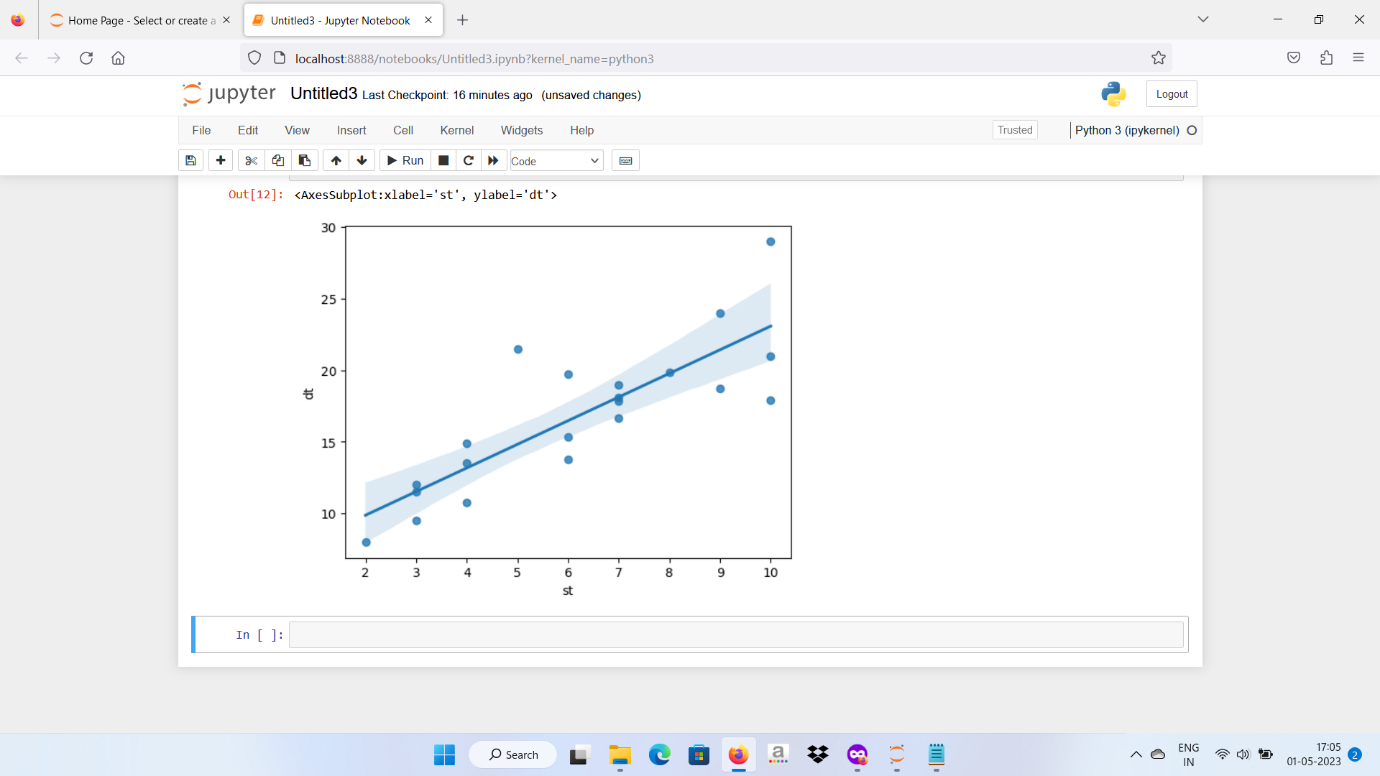 Home Page - Select or create a
Untitled3 - Jupyter Notebook
localhost:8888/notebooks/Untitled3.ipynb?kernel_name=python3
jupyter Untitled3 Last Checkpoint: 16 minutes ago (unsaved changes)
Logout
File Edit View Insert Cell Kernel Widgets Help
Trusted
Python 3 (ipykernel)
Run
Code
Out[12]: <AxesSubplot:xlabel='st', ylabel='dt'>
30
25
20
15
10
dt
2 3 4 5 6 7 8 9 10
st
In [ ]:
Search
a
ENG
IN
17:05
01-05-2023
2